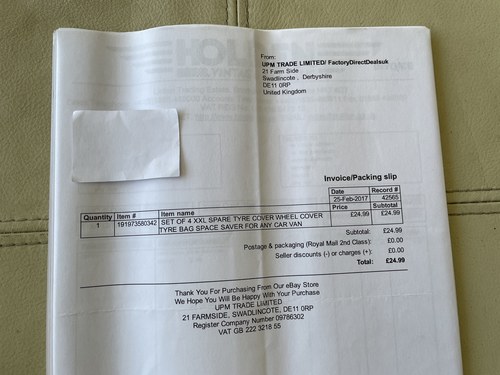 From:
UPM TRADE LIMITED/ FactoryDirectDealsuk
21 Farm Side
Swadlincote , Derbyshire
DE11 0RP
United Kingdom
Invoice/Packing slip
Date Record #
25-Feb-2017 42565
Quantity Item # Item name Price Subtotal
1 191973580342 SET OF 4 XXL SPARE TYRE COVER WHEEL COVER £24.99 £24.99
TYRE BAG SPACE SAVER FOR ANY CAR VAN
Subtotal: £24.99
Postage & packaging (Royal Mail 2nd Class): £0.00
Seller discounts (-) or charges (+): £0.00
Total: £24.99
Thank You For Purchasing From Our eBay Store
We Hope You Will Be Happy With Your Purchase
UPM TRADE LIMITED
21 FARMSIDE, SWADLINCOTE, DE11 0RP
Register Company Number 09786302
VAT GB 222 3218 55